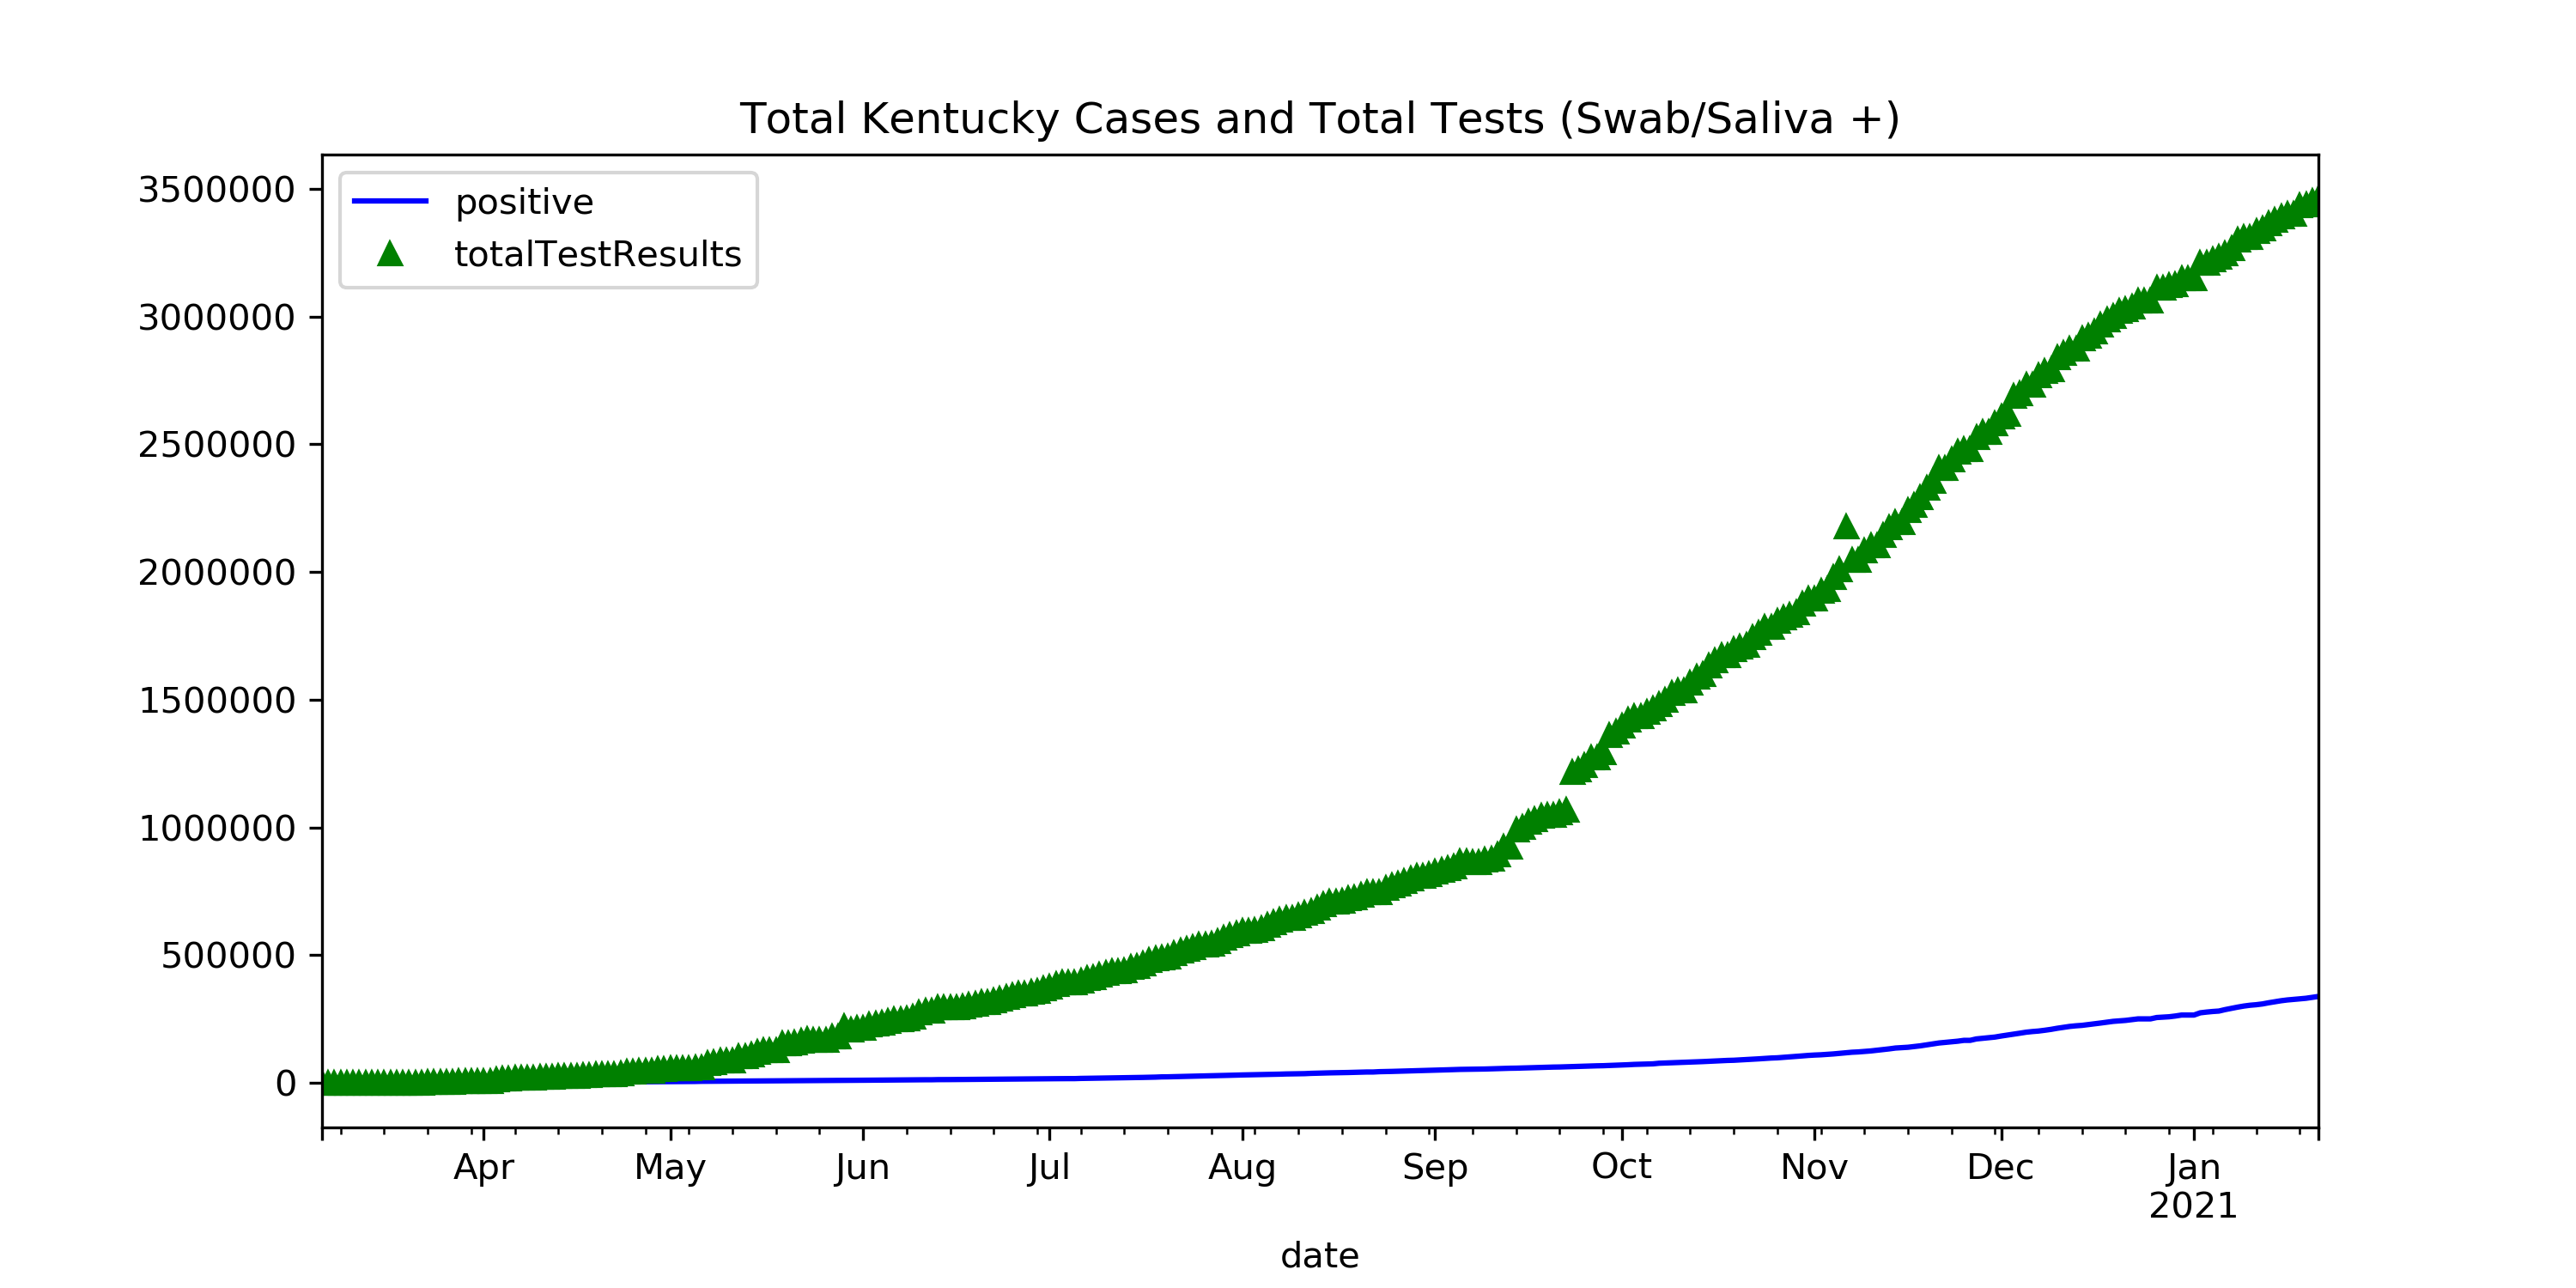 Total Kentucky Cases and Total Tests (Swab/Saliva +)
positive
totalTestResults
3500000
3000000
2500000
2000000
1500000
1000000
500000
0
Apr May Jun Jul Aug Sep Oct Nov Dec Jan
2021
date